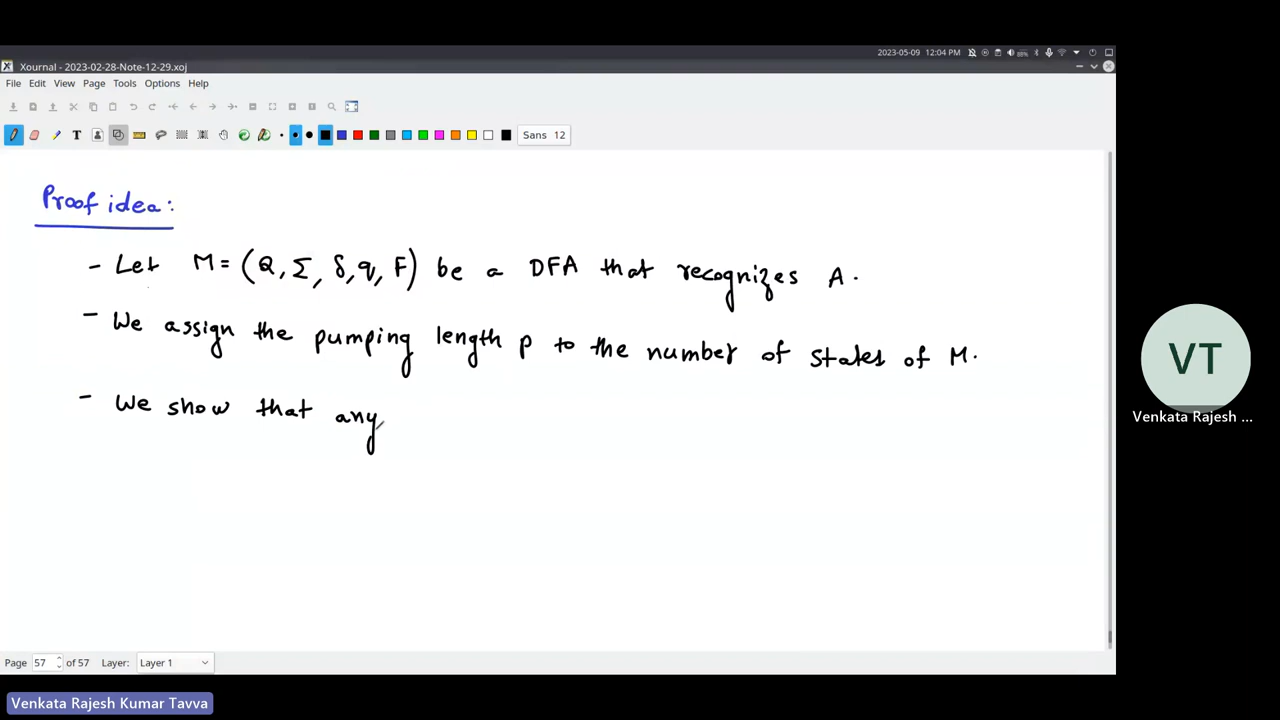 2023-05-09 12:04 PM
Xournal - 2023-02-28-Note-12-29.xoj
File Edit View Page Tools Options Help
T Sans 12
Proof idea:
- Let M = (Q, Σ, δ, q, F) be a DFA that recognizes A.
- We assign the pumping length p to the number of states of M.
- We show that any
VT
Venkata Rajesh ...
Page 57 of 57 Layer: Layer 1
Venkata Rajesh Kumar Tavva